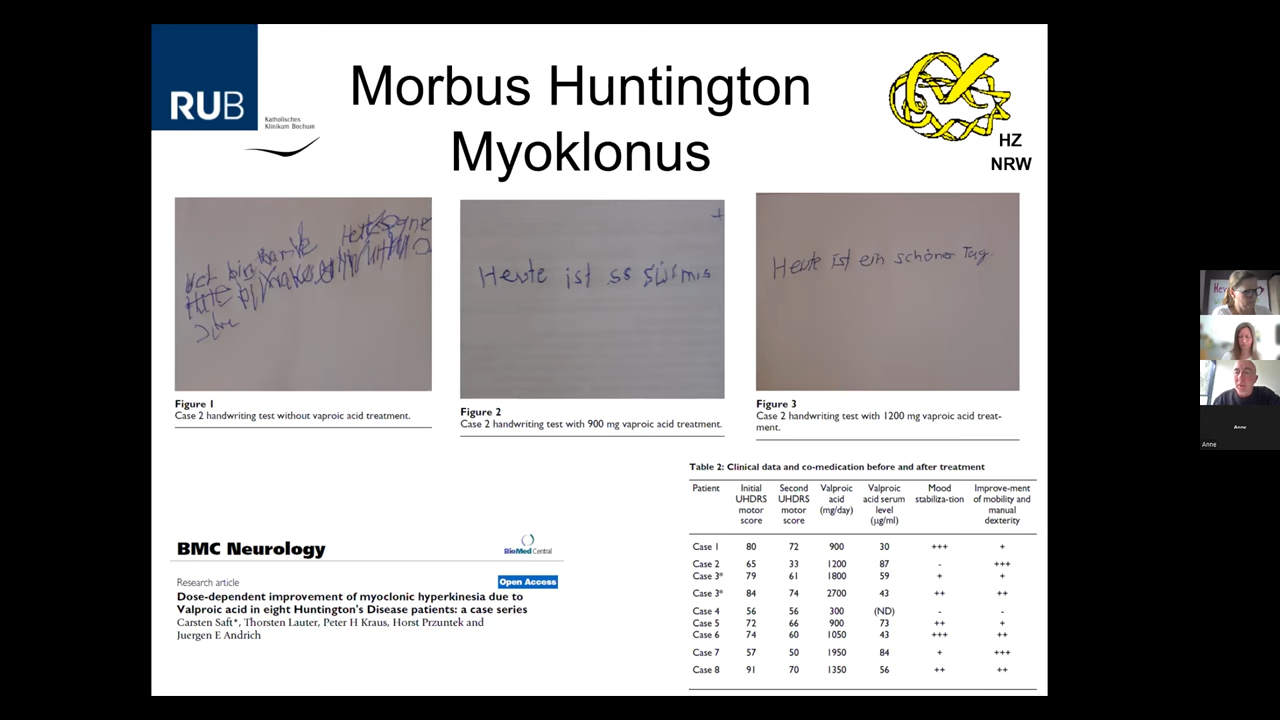 RUB
Katholisches
Klinikum Bochum
Morbus Huntington
Myoklonus
HZ
NRW
Ich bin
Heute ist
Heute ist ein schöner Tag
Figure 1
Case 2 handwriting test without vaproic acid treatment.
Figure 2
Case 2 handwriting test with 900 mg vaproic acid treatment.
Figure 3
Case 2 handwriting test with 1200 mg vaproic acid treat-
ment.
BMC Neurology
BioMed Central
Research article
Open Access
Dose-dependent improvement of myoclonic hyperkinesia due to
Valproic acid in eight Huntington's Disease patients: a case series
Carsten Saft*, Thorsten Lauter, Peter H Kraus, Horst Przuntek and
Juergen E Andrich
Table 2: Clinical data and co-medication before and after treatment
Patient Initial UHDRS motor score Second UHDRS motor score Valproic acid (mg/day) Valproic acid serum level (µg/ml) Mood stabiliza-tion Improve-ment of mobility and manual dexterity
Case 1 80 72 900 30 +++ +
Case 2 65 33 1200 87 - +++
Case 3* 79 61 1800 59 + +
Case 3* 84 74 2700 43 ++ ++
Case 4 56 56 300 (ND) - -
Case 5 72 66 900 73 ++ +
Case 6 74 60 1050 43 +++ ++
Case 7 57 50 1950 84 + +++
Case 8 91 70 1350 56 ++ ++
Anne
Anne